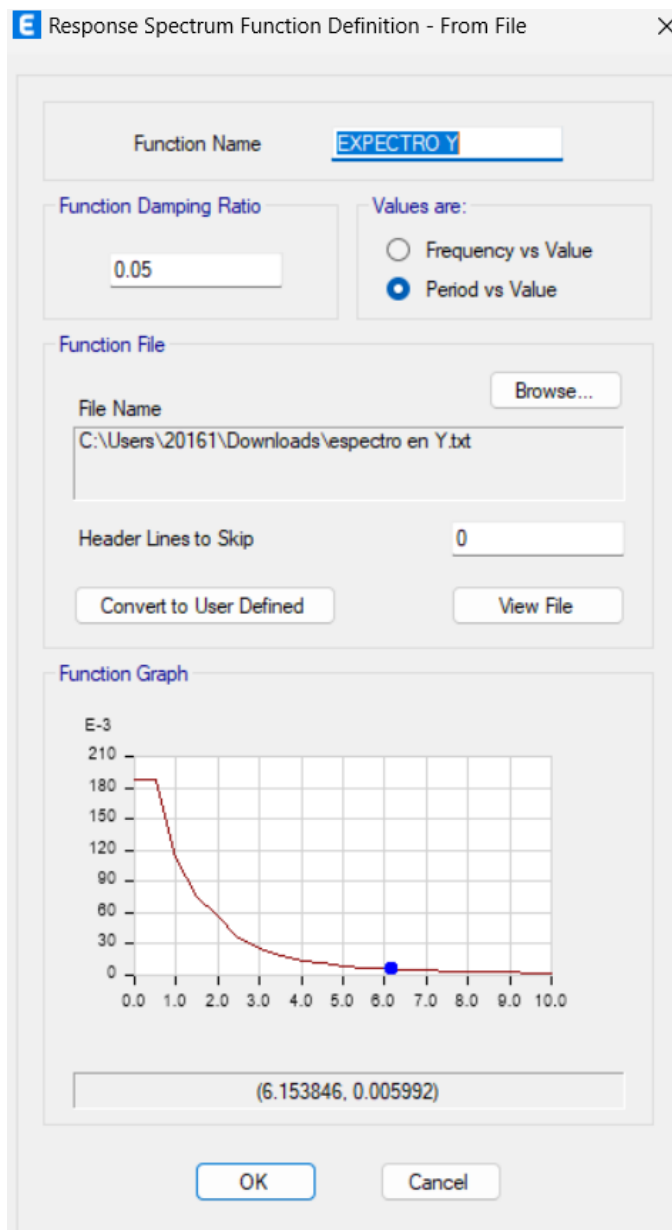 E Response Spectrum Function Definition - From File
Function Name EXPECTRO Y
Function Damping Ratio
0.05
Values are:
Frequency vs Value
Period vs Value
Function File
Browse...
File Name
C:\Users\20161\Downloads\espectro en Y.txt
Header Lines to Skip 0
Convert to User Defined View File
Function Graph
E-3
210
180
150
120
90
60
30
0
0.0 1.0 2.0 3.0 4.0 5.0 6.0 7.0 8.0 9.0 10.0
(6.153846, 0.005992)
OK Cancel